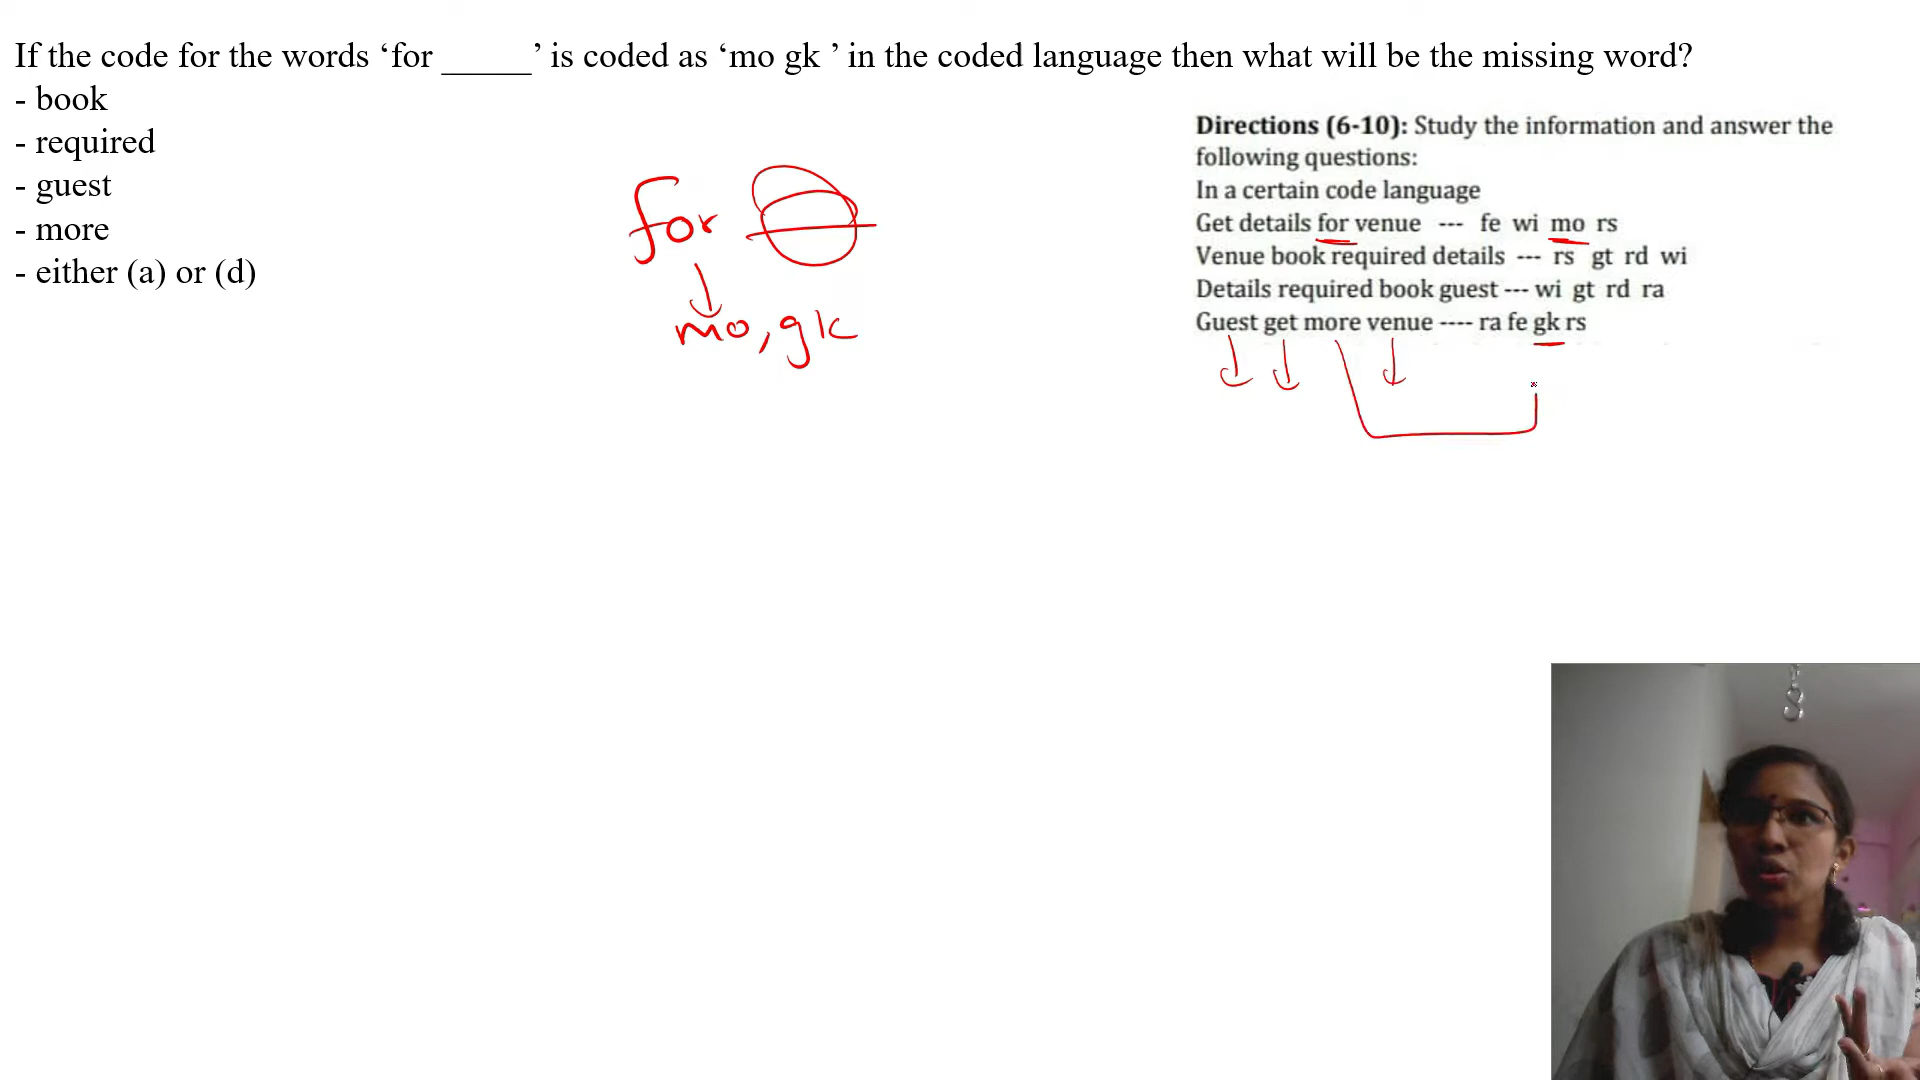 If the code for the words ‘for _____’ is coded as ‘mo gk ’ in the coded language then what will be the missing word?
- book
- required
- guest
- more
- either (a) or (d)
for
mo, gk
Directions (6-10): Study the information and answer the
following questions:
In a certain code language
Get details for venue --- fe wi mo rs
Venue book required details --- rs gt rd wi
Details required book guest --- wi gt rd ra
Guest get more venue ---- ra fe gk rs